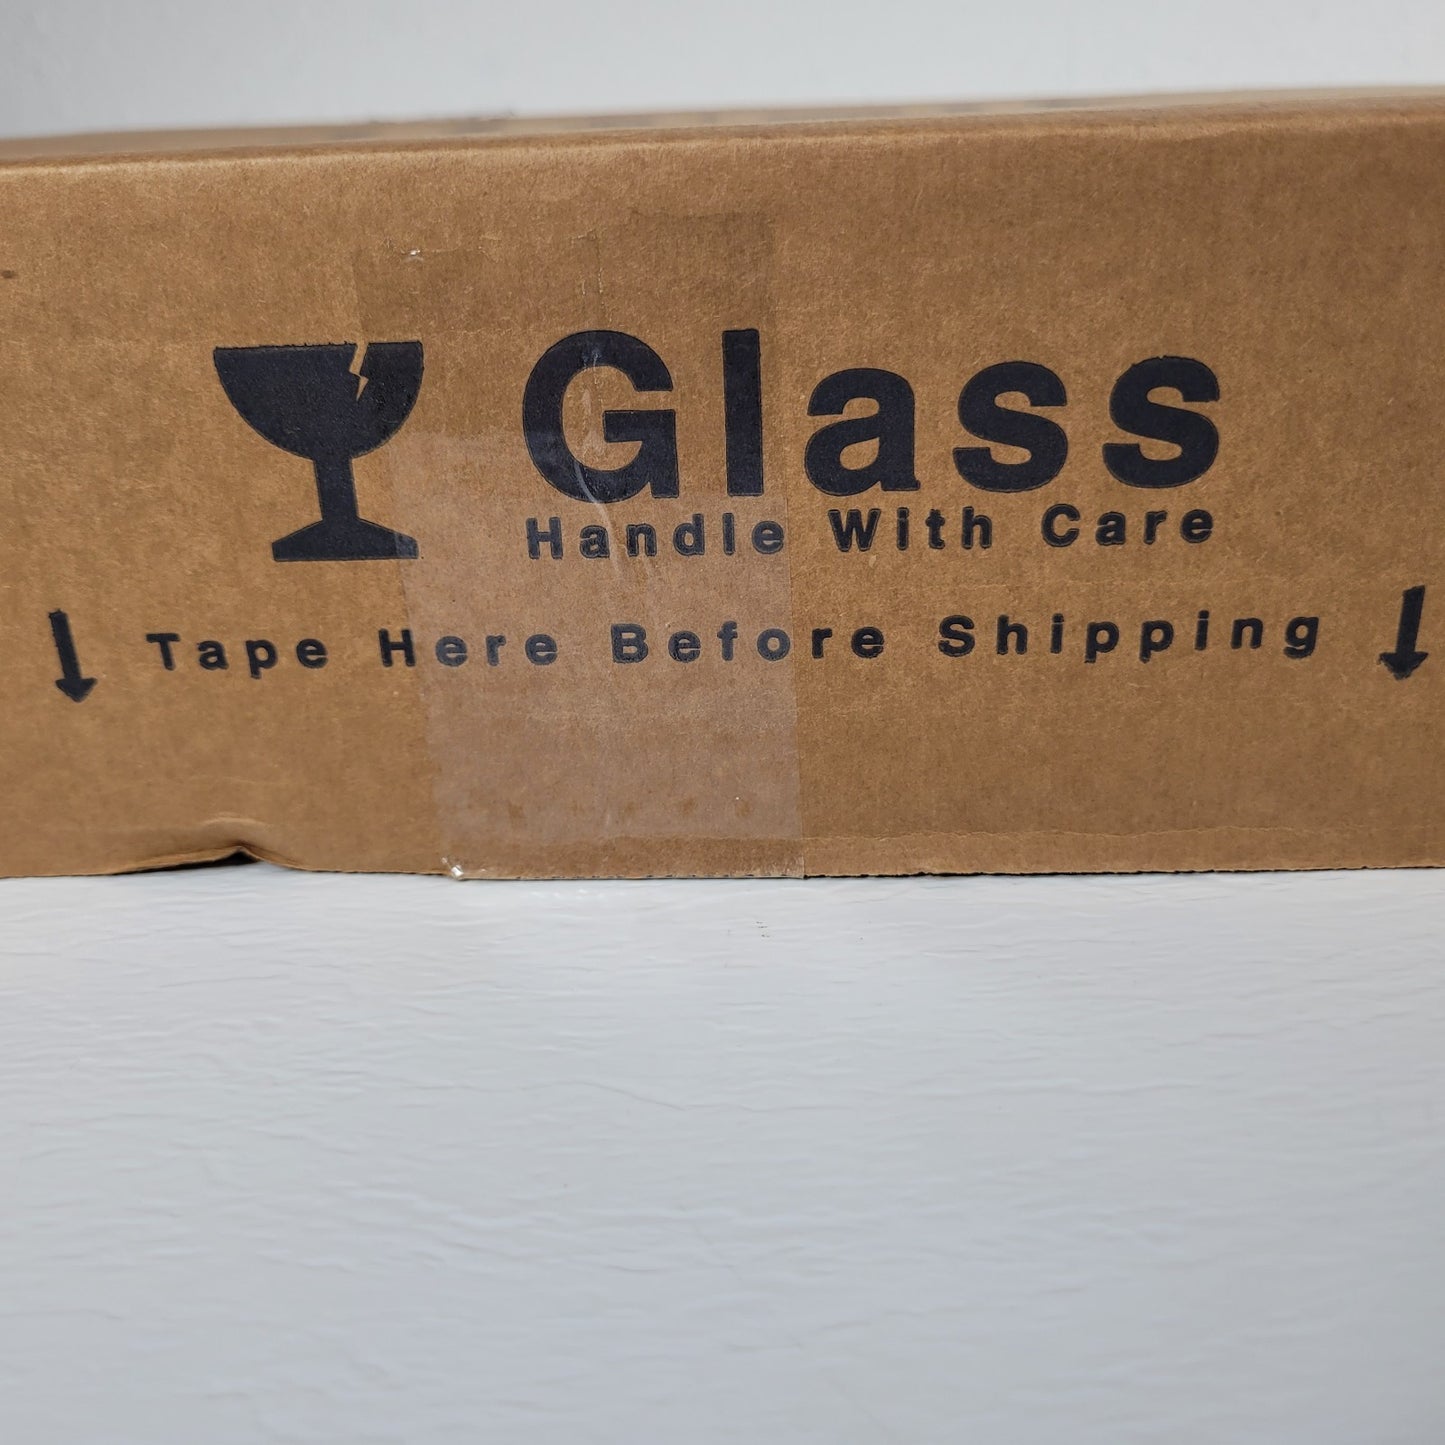 Glass
Handle With Care
Tape Here Before Shipping